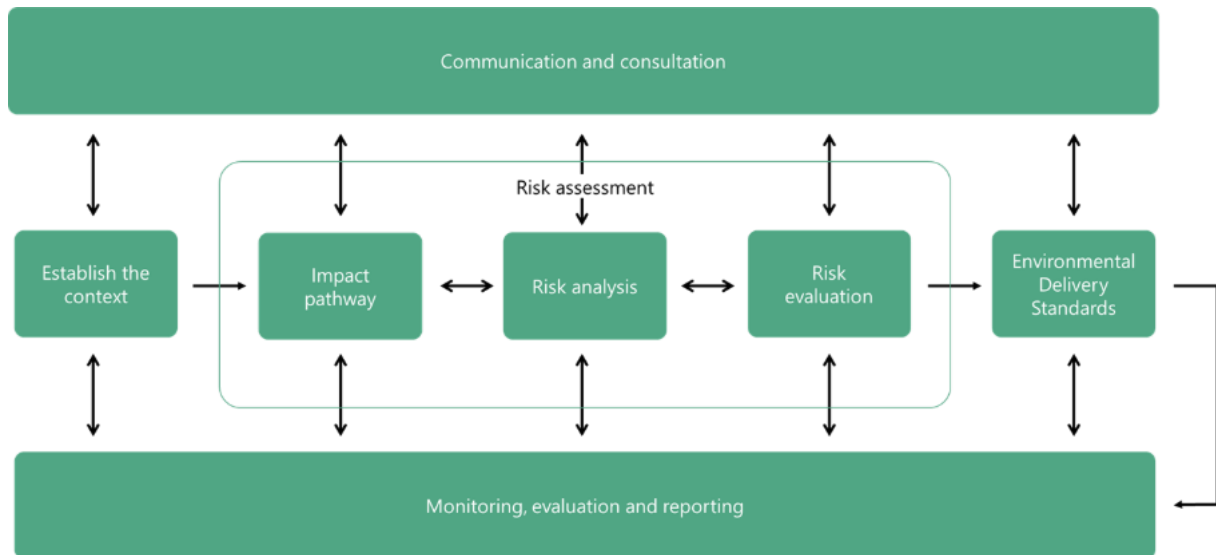 Communication and consultation
Risk assessment
Establish the
context
Impact
pathway
Risk analysis
Risk
evaluation
Environmental
Delivery
Standards
Monitoring, evaluation and reporting